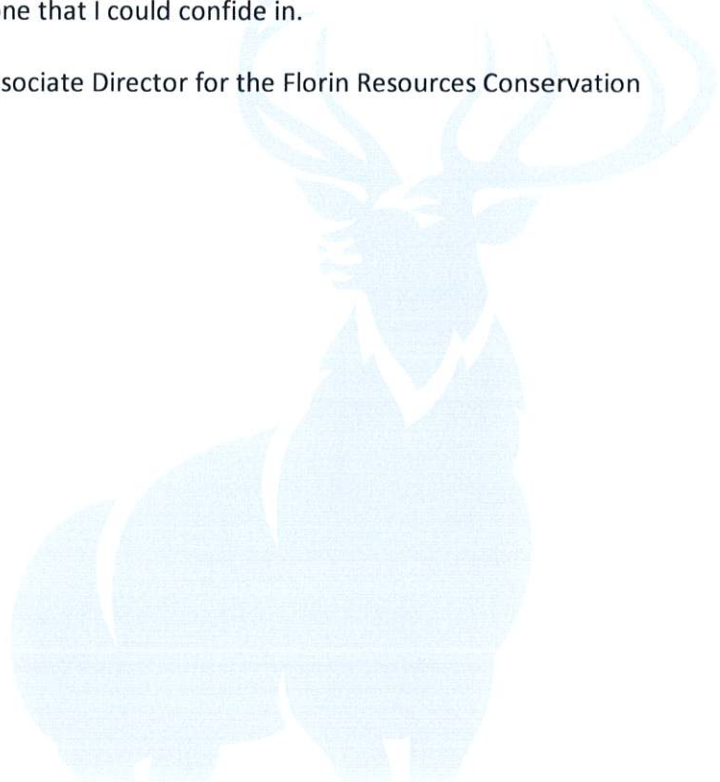 ne that I could confide in.
sociate Director for the Florin Resources Conservation